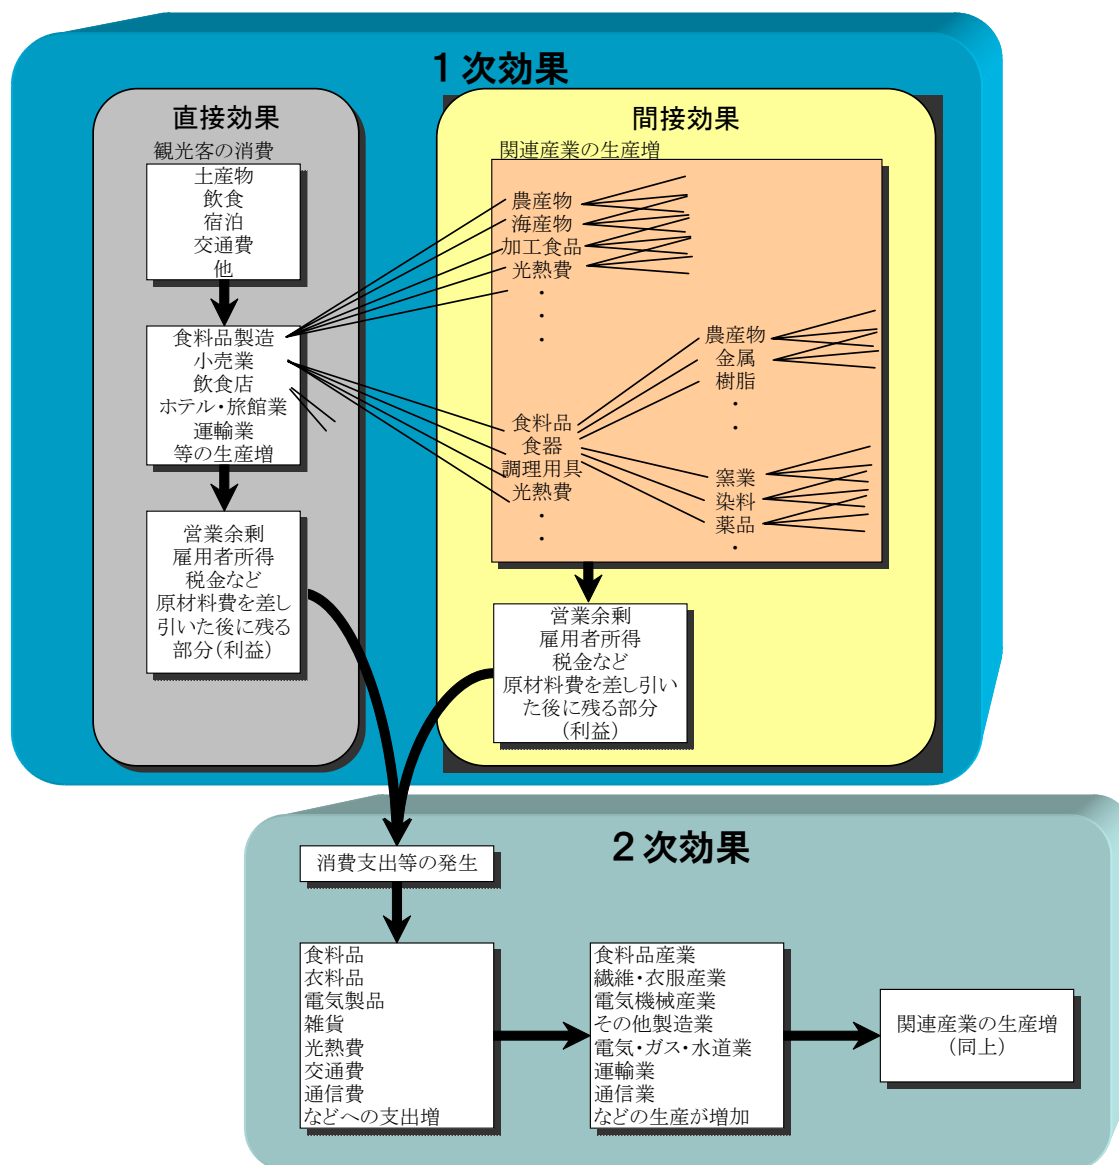 1次効果
直接効果
観光客の消費
土産物
飲食
宿泊
交通費
他
食料品製造
小売業
飲食店
ホテル・旅館業
運輸業
等の生産増
営業余剰
雇用者所得
税金など
原材料費を差し
引いた後に残る
部分(利益)
間接効果
関連産業の生産増
農産物
海産物
加工食品
光熱費
・
・
・
食料品
食器
調理用具
光熱費
・
・
農産物
金属
樹脂
・
・
窯業
染料
薬品
・
営業余剰
雇用者所得
税金など
原材料費を差し引い
た後に残る部分
(利益)
2次効果
消費支出等の発生
食料品
衣料品
電気製品
雑貨
光熱費
交通費
通信費
などへの支出増
食料品産業
繊維・衣服産業
電気機械産業
その他製造業
電気・ガス・水道業
運輸業
通信業
などの生産が増加
関連産業の生産増
(同上)